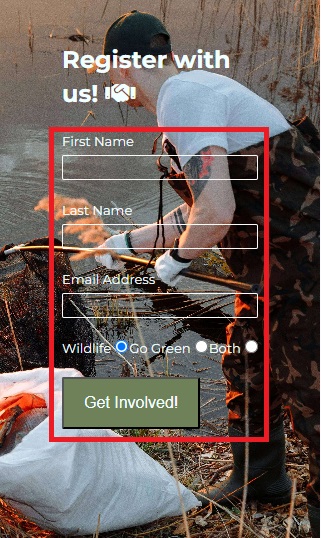 Register with
us!
First Name
Last Name
Email Address
Wildlife Go Green Both
Get Involved!